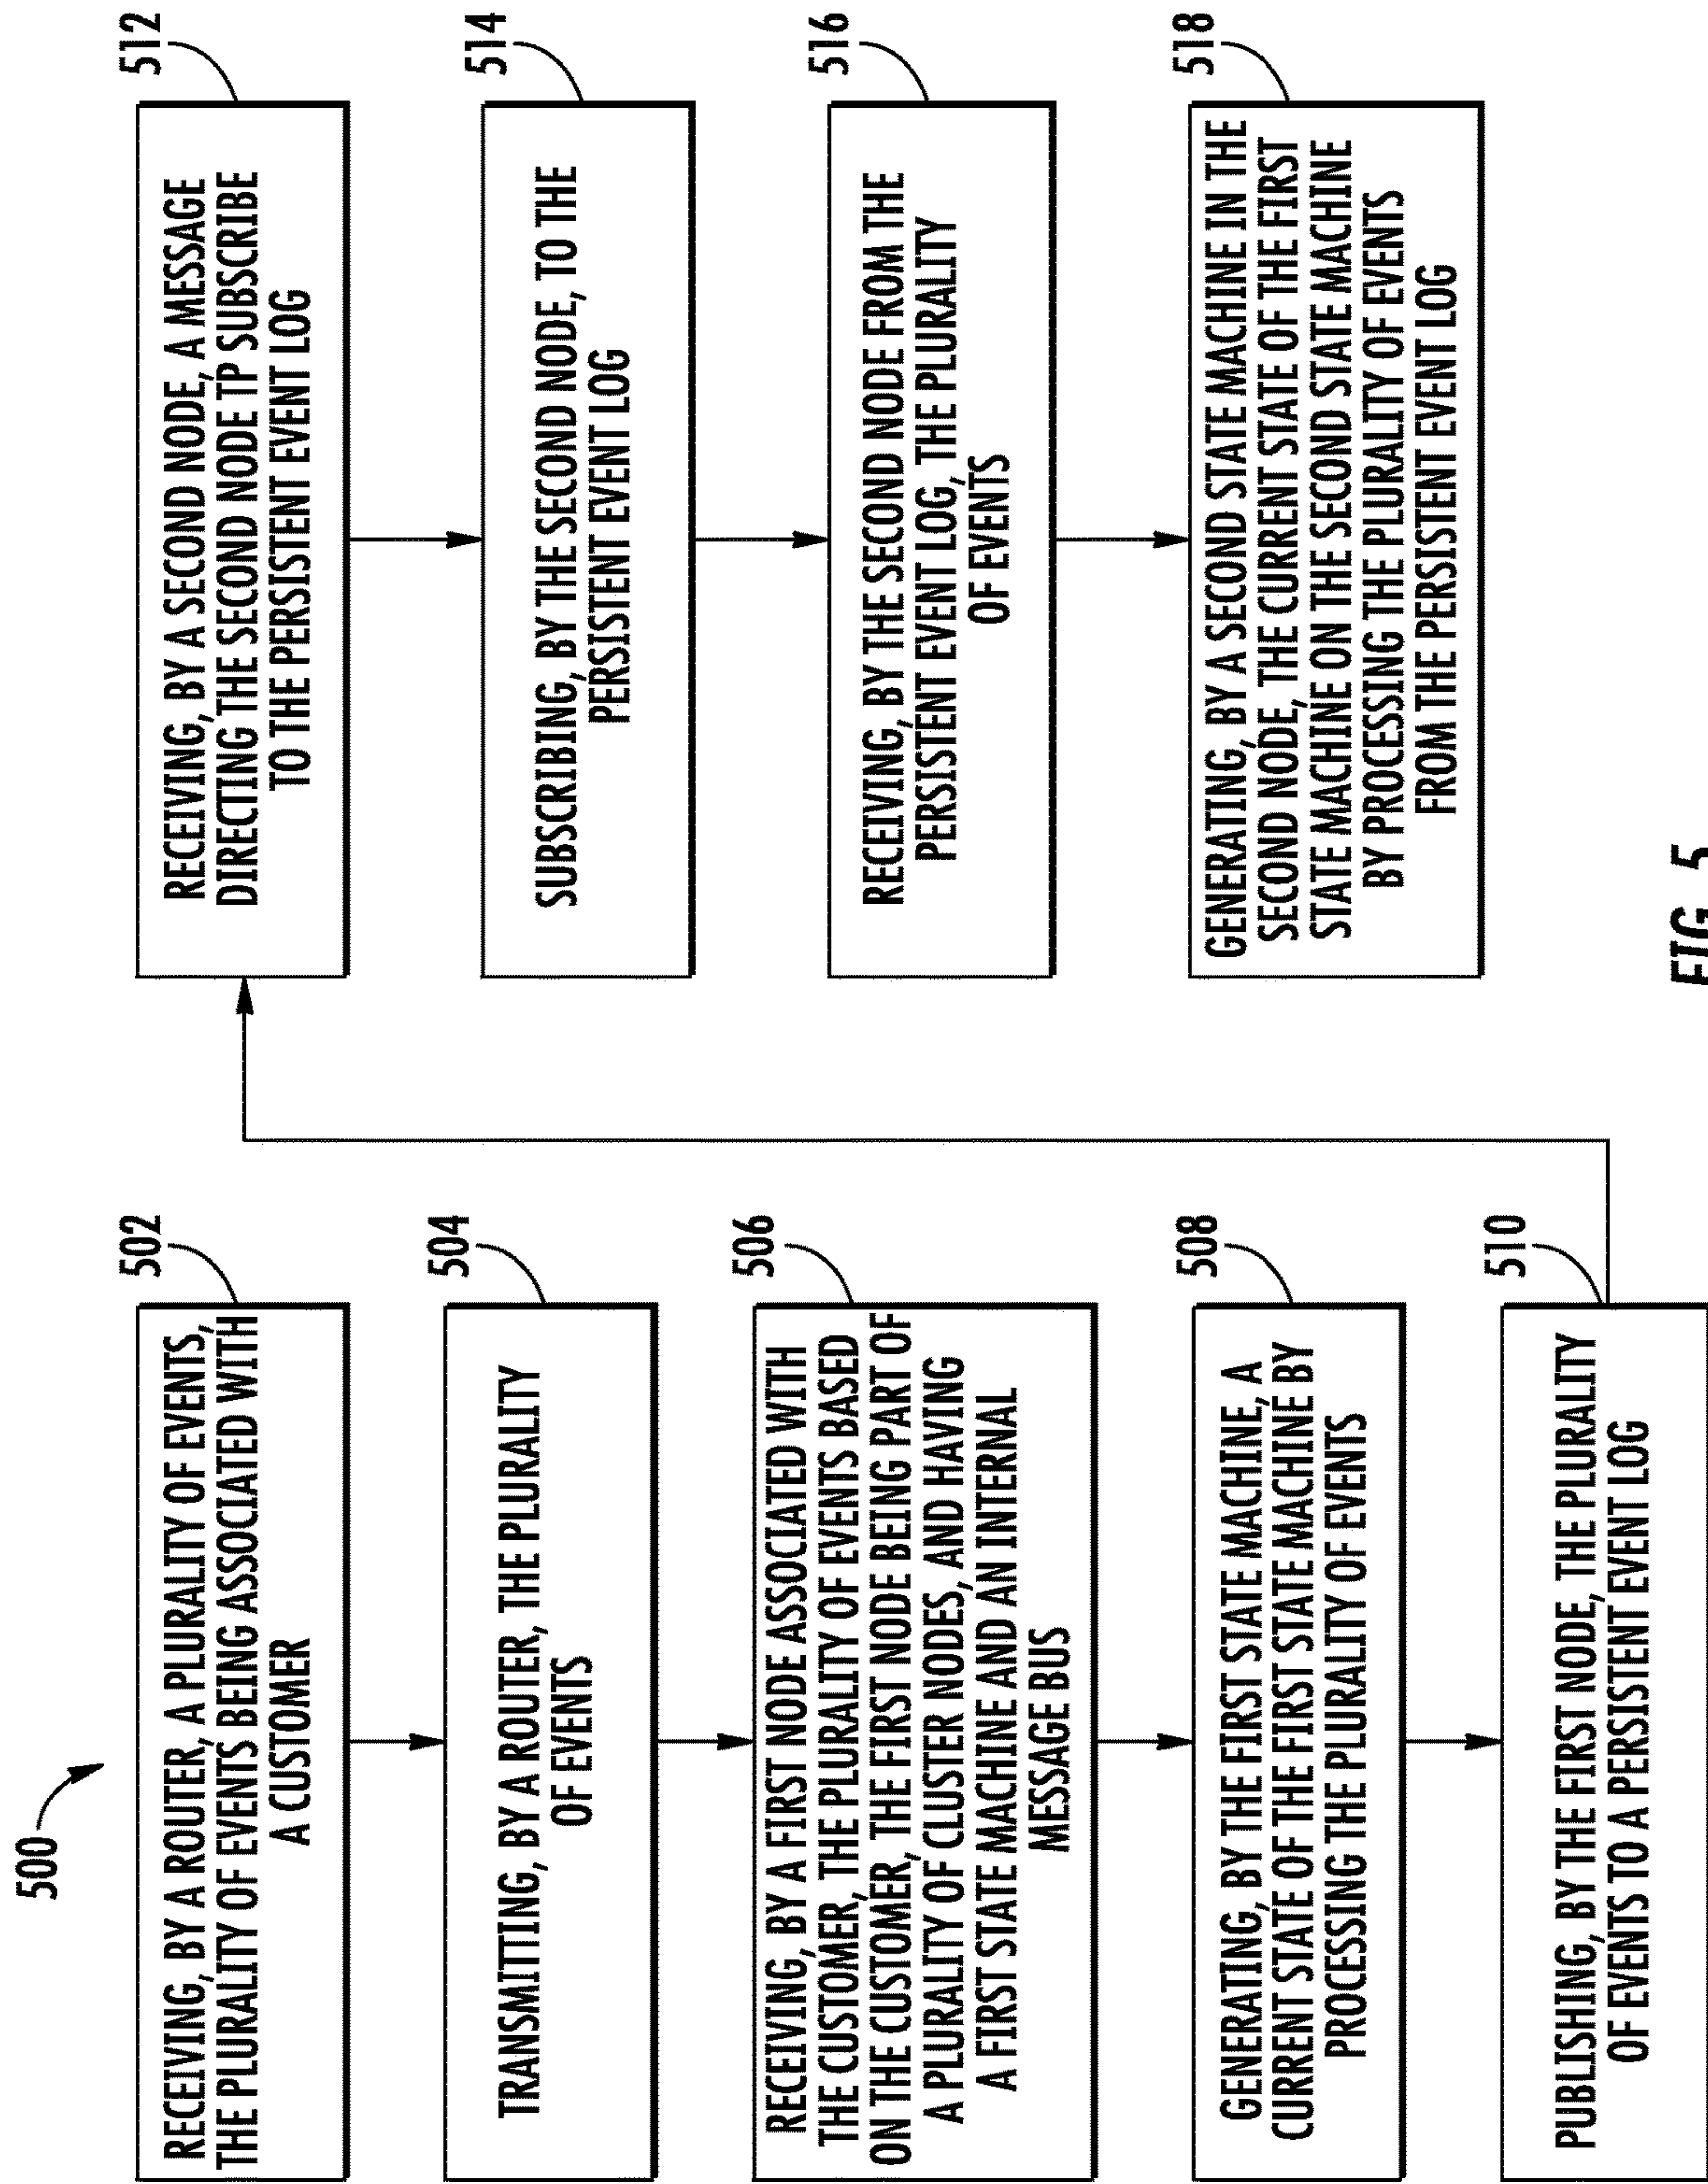 500
502
RECEIVING, BY A ROUTER, A PLURALITY OF EVENTS,
THE PLURALITY OF EVENTS BEING ASSOCIATED WITH
A CUSTOMER
504
TRANSMITTING, BY A ROUTER, THE PLURALITY
OF EVENTS
506
RECEIVING, BY A FIRST NODE ASSOCIATED WITH
THE CUSTOMER, THE PLURALITY OF EVENTS BASED
ON THE CUSTOMER, THE FIRST NODE BEING PART OF
A PLURALITY OF CLUSTER NODES, AND HAVING
A FIRST STATE MACHINE AND AN INTERNAL
MESSAGE BUS
508
GENERATING, BY THE FIRST STATE MACHINE, A
CURRENT STATE OF THE FIRST STATE MACHINE BY
PROCESSING THE PLURALITY OF EVENTS
510
PUBLISHING, BY THE FIRST NODE, THE PLURALITY
OF EVENTS TO A PERSISTENT EVENT LOG
512
RECEIVING, BY A SECOND NODE, A MESSAGE
DIRECTING THE SECOND NODE TP SUBSCRIBE
TO THE PERSISTENT EVENT LOG
514
SUBSCRIBING, BY THE SECOND NODE, TO THE
PERSISTENT EVENT LOG
516
RECEIVING, BY THE SECOND NODE FROM THE
PERSISTENT EVENT LOG, THE PLURALITY
OF EVENTS
518
GENERATING, BY A SECOND STATE MACHINE IN THE
SECOND NODE, THE CURRENT STATE OF THE FIRST
STATE MACHINE ON THE SECOND STATE MACHINE
BY PROCESSING THE PLURALITY OF EVENTS
FROM THE PERSISTENT EVENT LOG
FIG. 5